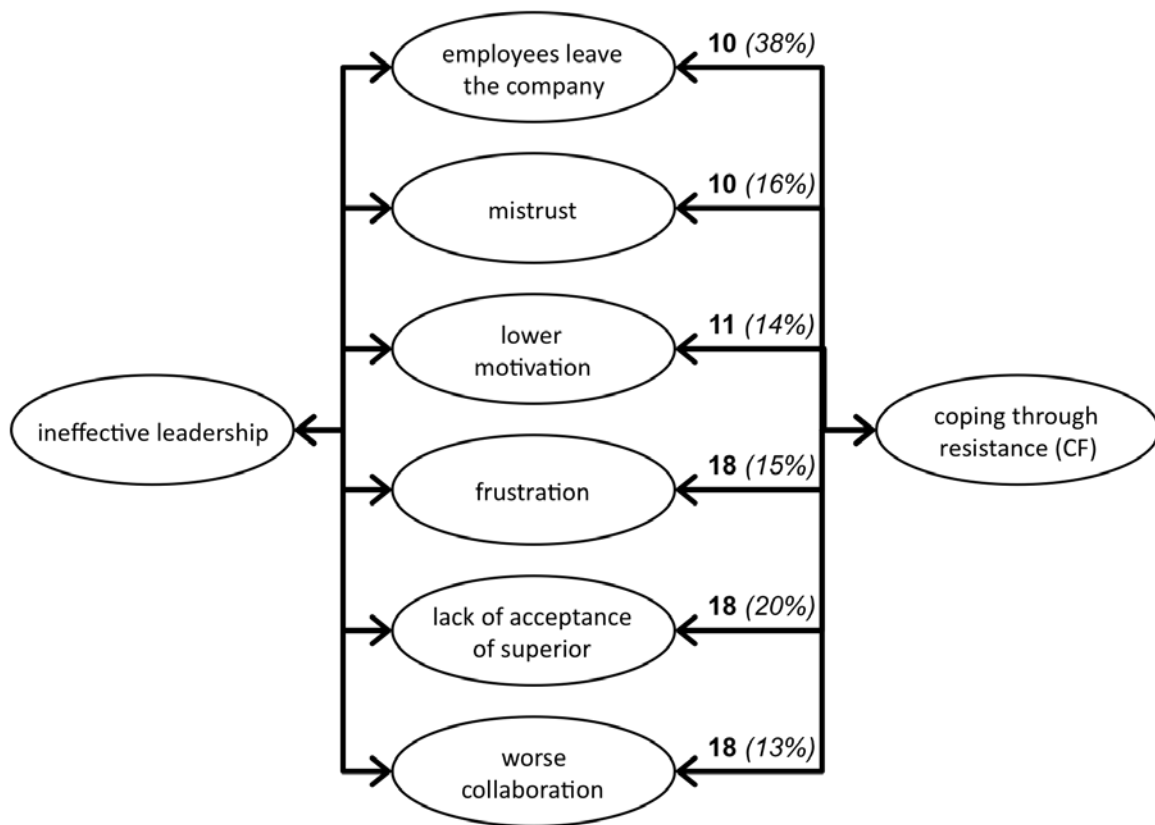 employees leave
the company
10 (38%)
mistrust
10 (16%)
lower
motivation
11 (14%)
ineffective leadership
coping through
resistance (CF)
frustration
18 (15%)
lack of acceptance
of superior
18 (20%)
worse
collaboration
18 (13%)